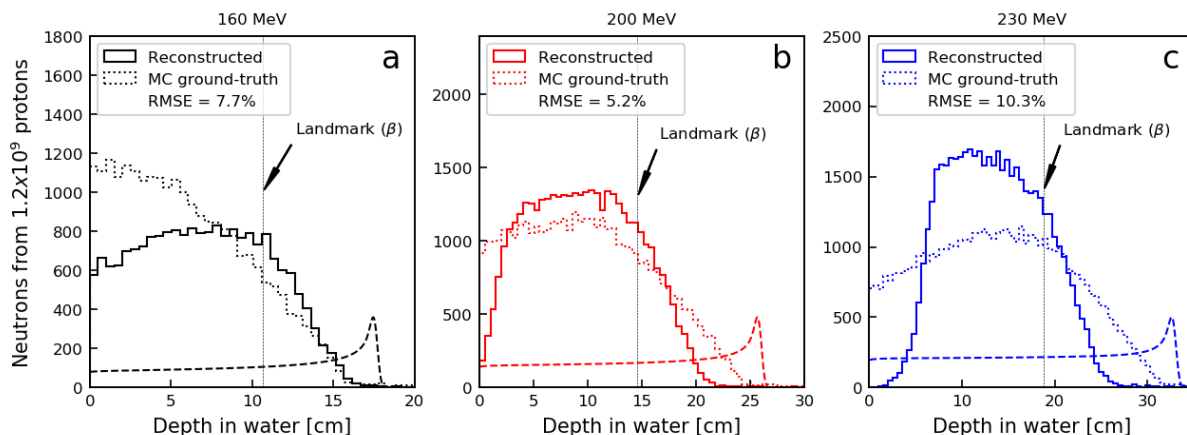 160 MeV
200 MeV
230 MeV
Neutrons from 1.2x10⁹ protons
1800
1600
1400
1200
1000
800
600
400
200
0
Reconstructed
MC ground-truth
RMSE = 7.7%
a
Landmark (β)
0 5 10 15 20
Depth in water [cm]
2000
1500
1000
500
0
Reconstructed
MC ground-truth
RMSE = 5.2%
b
Landmark (β)
0 5 10 15 20 25 30
Depth in water [cm]
2500
2000
1500
1000
500
0
Reconstructed
MC ground-truth
RMSE = 10.3%
c
Landmark (β)
0 10 20 30
Depth in water [cm]